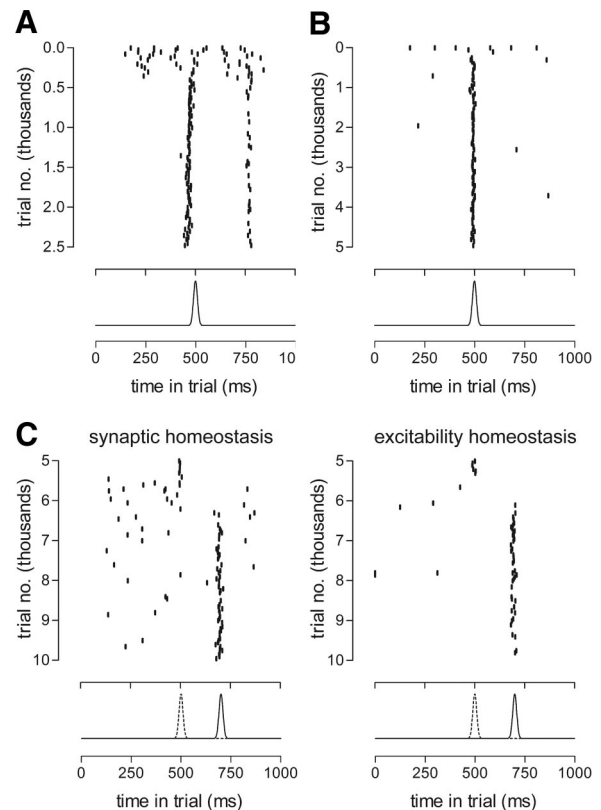 A
B
trial no. (thousands)
0.0
0.5
1.0
1.5
2.0
2.5
trial no. (thousands)
0
1
2
3
4
5
0 250 500 750 10
time in trial (ms)
0 250 500 750 1000
time in trial (ms)
C
synaptic homeostasis
excitability homeostasis
trial no. (thousands)
5
6
7
8
9
10
trial no. (thousands)
5
6
7
8
9
10
0 250 500 750 1000
time in trial (ms)
0 250 500 750 1000
time in trial (ms)